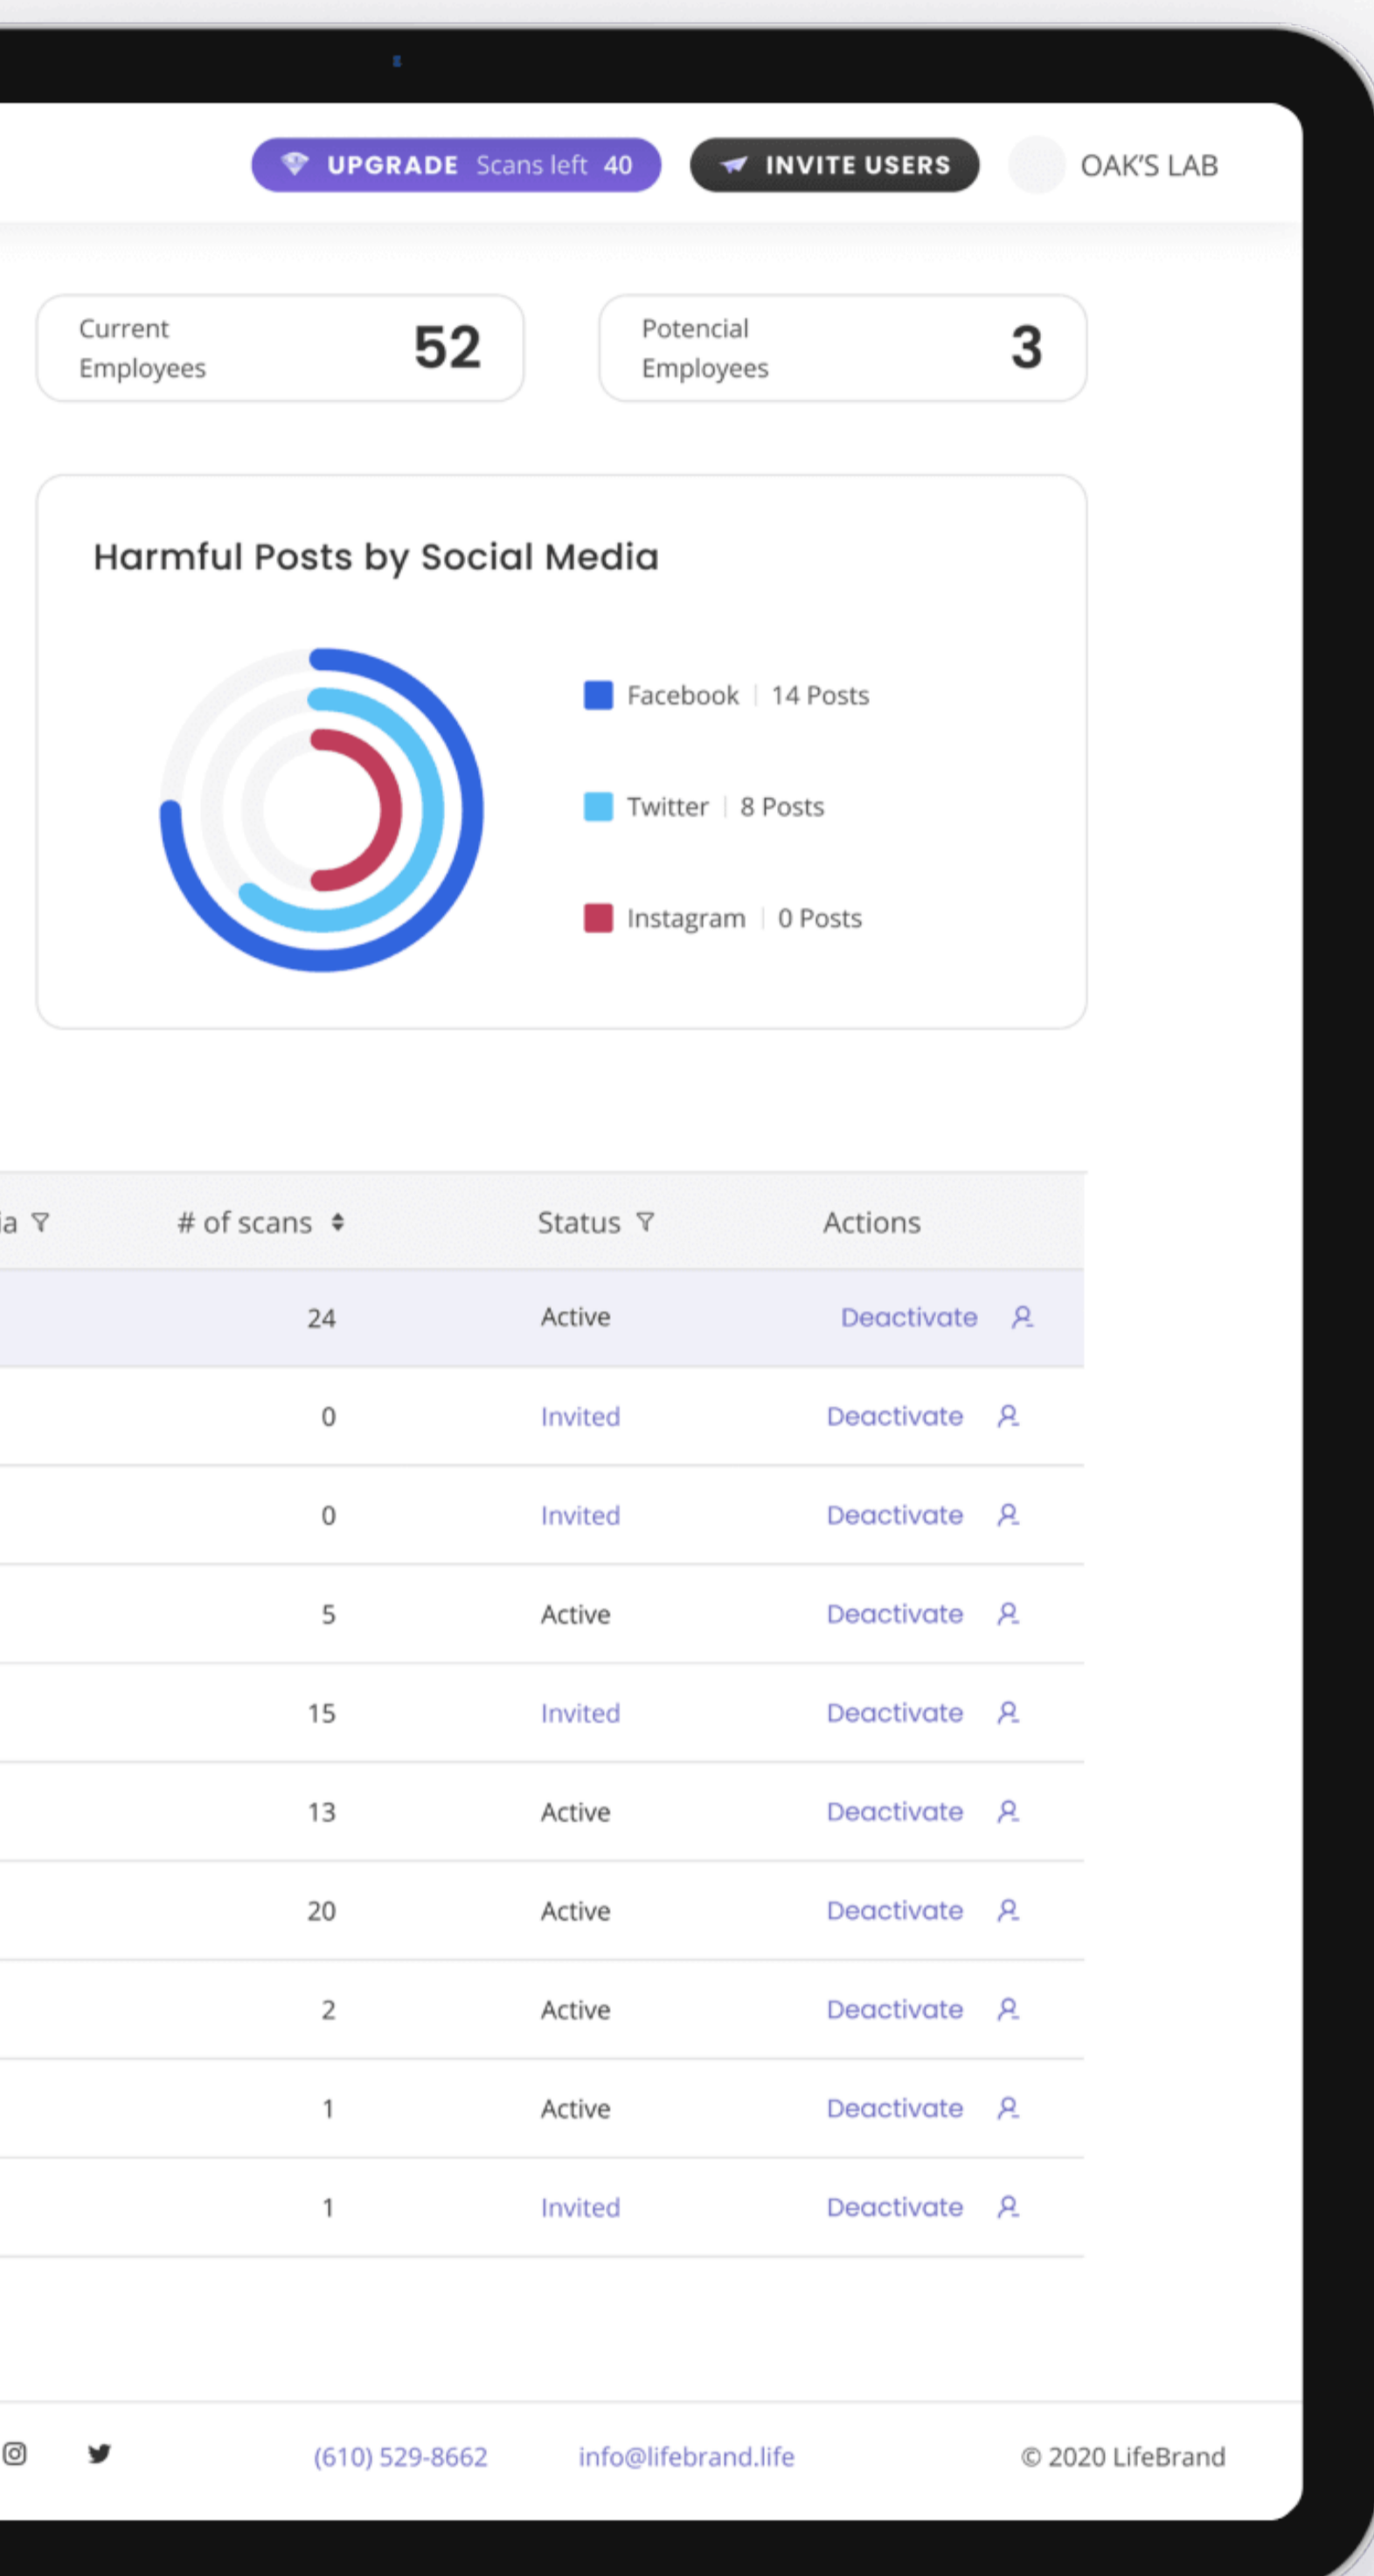 UPGRADE Scans left 40 INVITE USERS OAK'S LAB
Current
Employees
52
Potencial
Employees
3
Harmful Posts by Social Media
Facebook | 14 Posts
Twitter | 8 Posts
Instagram | 0 Posts
# of scans Status Actions
24 Active Deactivate
0 Invited Deactivate
0 Invited Deactivate
5 Active Deactivate
15 Invited Deactivate
13 Active Deactivate
20 Active Deactivate
2 Active Deactivate
1 Active Deactivate
1 Invited Deactivate
(610) 529-8662 info@lifebrand.life © 2020 LifeBrand